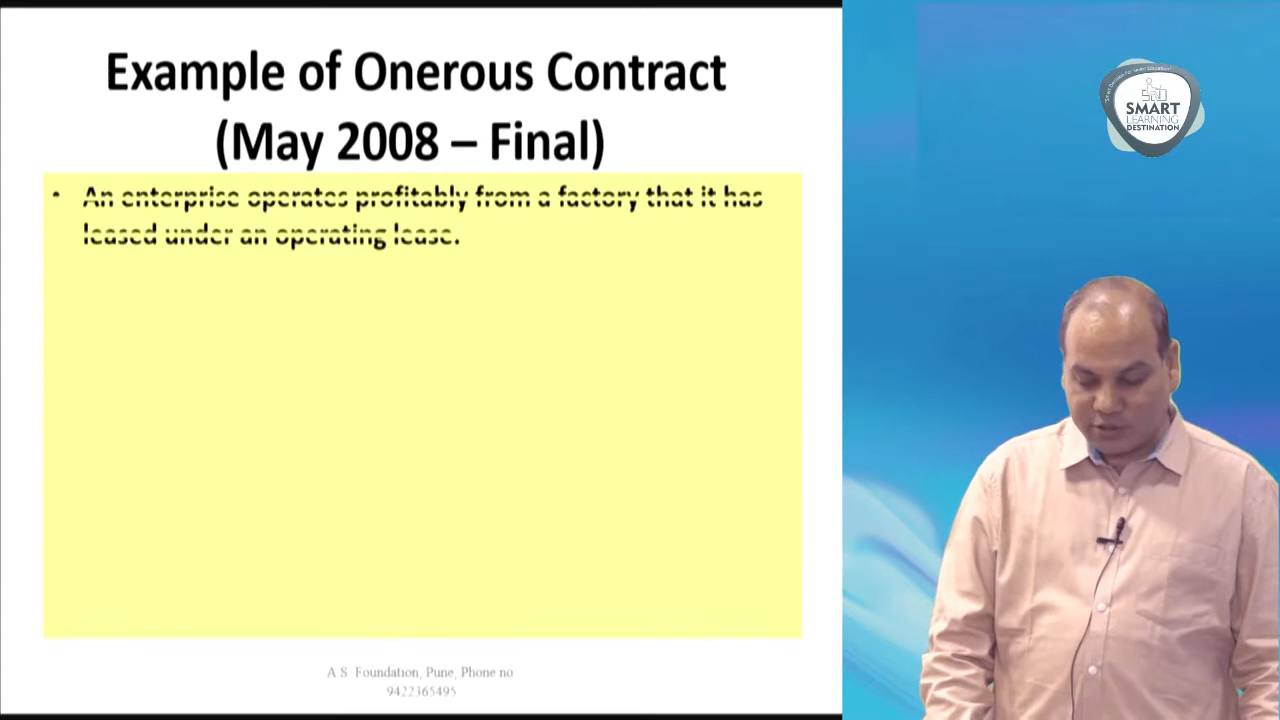 Example of Onerous Contract
(May 2008 – Final)
• An enterprise operates profitably from a factory that it has
leased under an operating lease.
A S Foundation, Pune, Phone no
9422365495
SMART
LEARNING
DESTINATION